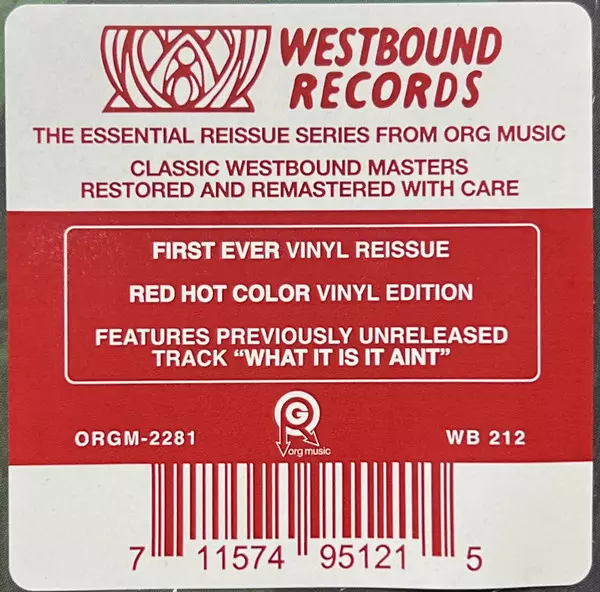 WESTBOUND
RECORDS
THE ESSENTIAL REISSUE SERIES FROM ORG MUSIC
CLASSIC WESTBOUND MASTERS
RESTORED AND REMASTERED WITH CARE
FIRST EVER VINYL REISSUE
RED HOT COLOR VINYL EDITION
FEATURES PREVIOUSLY UNRELEASED
TRACK “WHAT IT IS IT AINT”
ORGM-2281
org music
WB 212
7 11574 95121 5